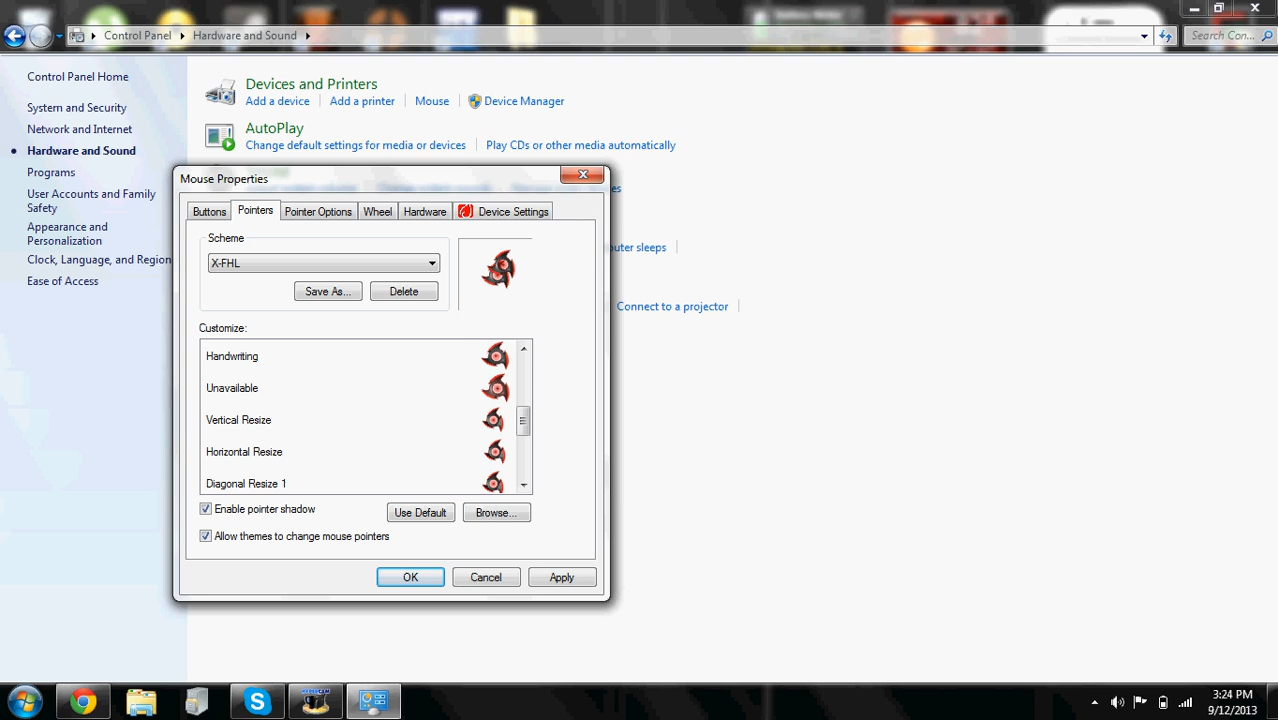 Control Panel
Hardware and Sound
Search Con...
Control Panel Home
System and Security
Network and Internet
Hardware and Sound
Programs
User Accounts and Family
Safety
Appearance and
Personalization
Clock, Language, and Region
Ease of Access
Devices and Printers
Add a device
Add a printer
Mouse
Device Manager
AutoPlay
Change default settings for media or devices
Play CDs or other media automatically
uter sleeps
Connect to a projector
Mouse Properties
Buttons
Pointers
Pointer Options
Wheel
Hardware
Device Settings
Scheme
X-FHL
Save As...
Delete
Customize:
Handwriting
Unavailable
Vertical Resize
Horizontal Resize
Diagonal Resize 1
Enable pointer shadow
Use Default
Browse...
Allow themes to change mouse pointers
OK
Cancel
Apply
3:24 PM
9/12/2013